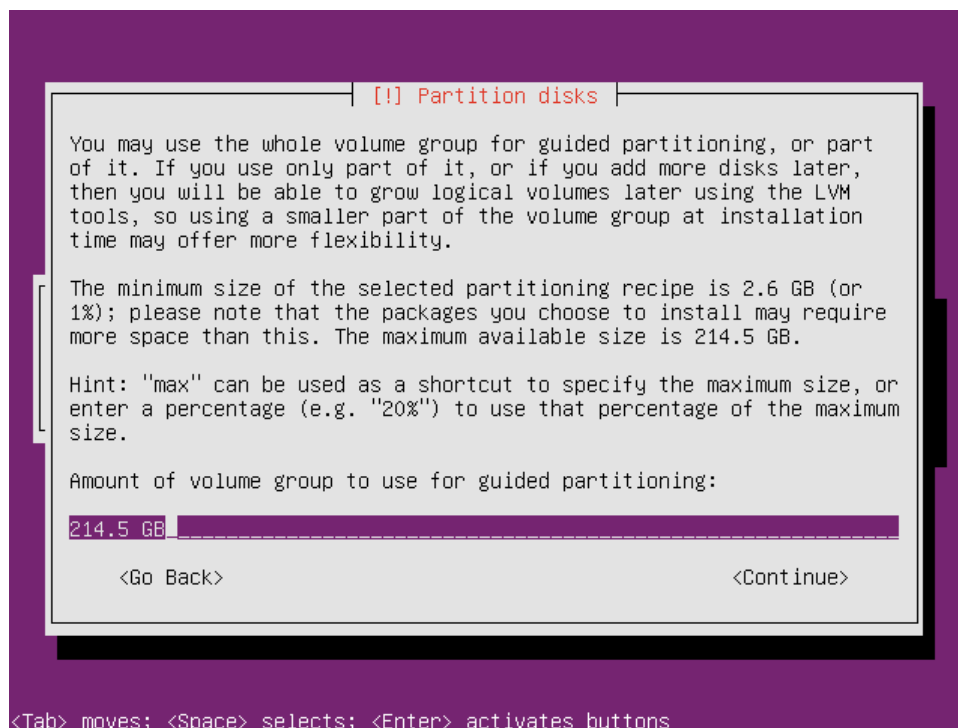 [!] Partition disks
You may use the whole volume group for guided partitioning, or part
of it. If you use only part of it, or if you add more disks later,
then you will be able to grow logical volumes later using the LVM
tools, so using a smaller part of the volume group at installation
time may offer more flexibility.
The minimum size of the selected partitioning recipe is 2.6 GB (or
1%); please note that the packages you choose to install may require
more space than this. The maximum available size is 214.5 GB.
Hint: "max" can be used as a shortcut to specify the maximum size, or
enter a percentage (e.g. "20%") to use that percentage of the maximum
size.
Amount of volume group to use for guided partitioning:
214.5 GB
<Go Back> <Continue>
<Tab> moves; <Space> selects; <Enter> activates buttons